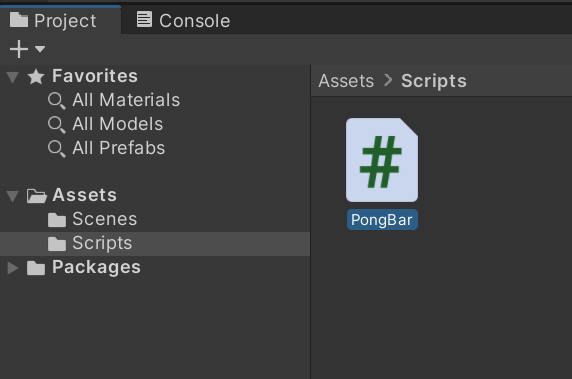 Project
Console
Favorites
All Materials
All Models
All Prefabs
Assets
Scenes
Scripts
Packages
Assets > Scripts
#
PongBar